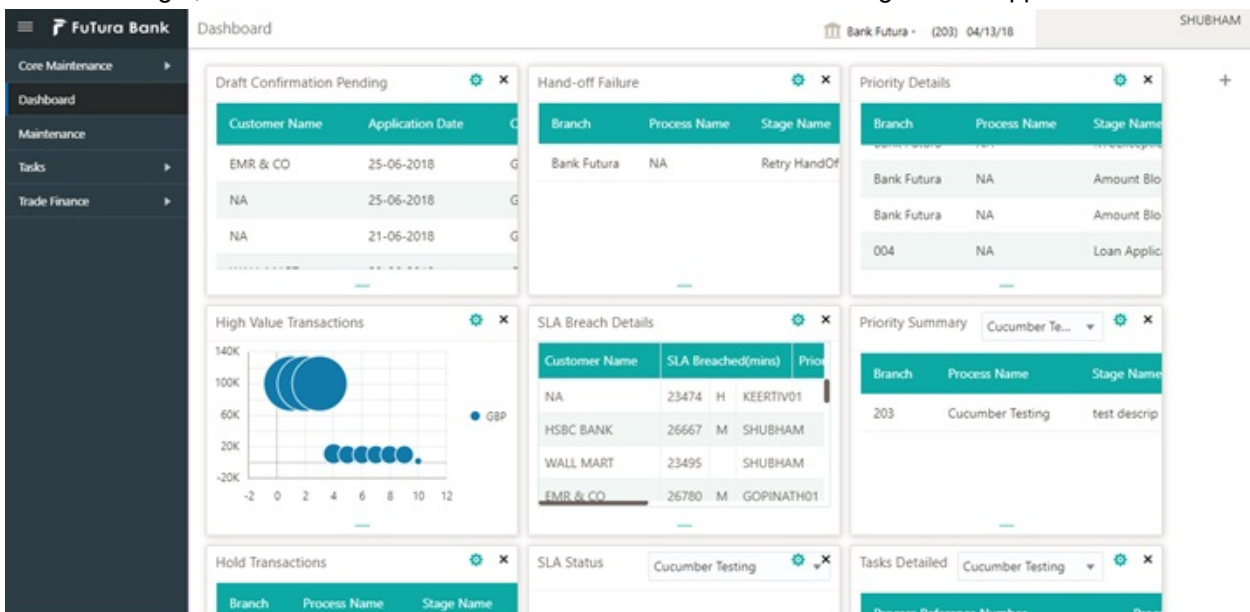 FuTura Bank
Dashboard
Bank Futura -
(203)
04/13/18
SHUBHAM
Core Maintenance
Dashboard
Maintenance
Tasks
Trade Finance
Draft Confirmation Pending
Customer Name Application Date C
EMR & CO 25-06-2018 G
NA 25-06-2018 G
NA 21-06-2018 G
Hand-off Failure
Branch Process Name Stage Name
Bank Futura NA Retry HandOf
Priority Details
Branch Process Name Stage Name
Bank Futura NA Amount Blo
Bank Futura NA Amount Blo
004 NA Loan Applic
High Value Transactions
140K
100K
60K
20K
-20K
-2 0 2 4 6 8 10 12
GBP
SLA Breach Details
Customer Name SLA Breached(mins) Prior
NA 23474 H KEERTIV01
HSBC BANK 26667 M SHUBHAM
WALL MART 23495 SHUBHAM
EMR & CO 26780 M GOPINATH01
Priority Summary Cucumber Te...
Branch Process Name Stage Name
203 Cucumber Testing test descrip
Hold Transactions
Branch Process Name Stage Name
SLA Status Cucumber Testing
Tasks Detailed Cucumber Testing